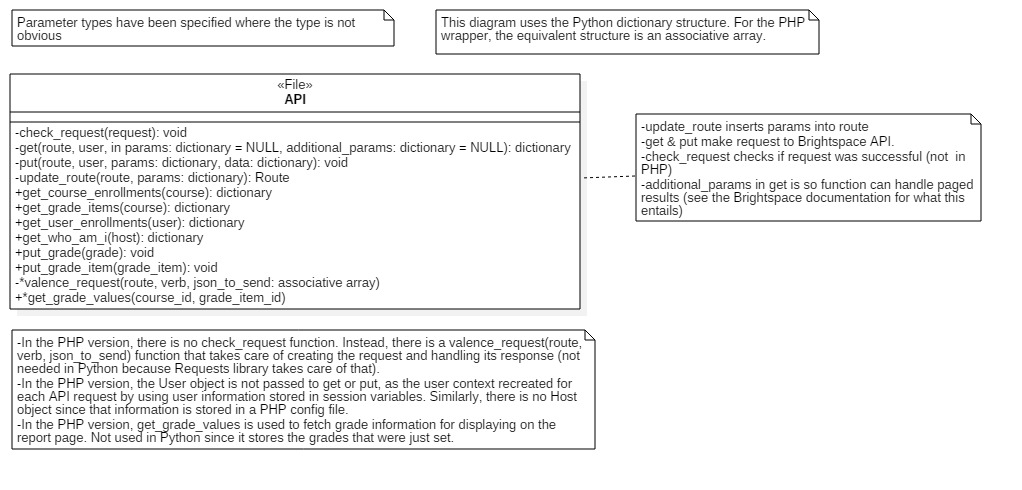 Parameter types have been specified where the type is not
obvious
This diagram uses the Python dictionary structure. For the PHP
wrapper, the equivalent structure is an associative array.
«File»
API
-check_request(request): void
-get(route, user, in params: dictionary = NULL, additional_params: dictionary = NULL): dictionary
-put(route, user, params: dictionary, data: dictionary): void
-update_route(route, params: dictionary): Route
+get_course_enrollments(course): dictionary
+get_grade_items(course): dictionary
+get_user_enrollments(user): dictionary
+get_who_am_i(host): dictionary
+put_grade(grade): void
+put_grade_item(grade_item): void
-*valence_request(route, verb, json_to_send: associative array)
+*get_grade_values(course_id, grade_item_id)
-update_route inserts params into route
-get & put make request to Brightspace API.
-check_request checks if request was successful (not  in
PHP)
-additional_params in get is so function can handle paged
results (see the Brightspace documentation for what this
entails)
-In the PHP version, there is no check_request function. Instead, there is a valence_request(route,
verb, json_to_send) function that takes care of creating the request and handling its response (not
needed in Python because Requests library takes care of that).
-In the PHP version, the User object is not passed to get or put, as the user context recreated for
each API request by using user information stored in session variables. Similarly, there is no Host
object since that information is stored in a PHP config file.
-In the PHP version, get_grade_values is used to fetch grade information for displaying on the
report page. Not used in Python since it stores the grades that were just set.